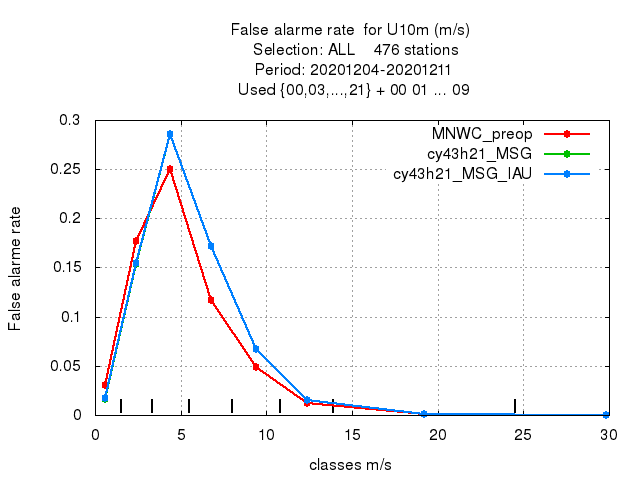 False alarme rate  for U10m (m/s)
Selection: ALL    476 stations
Period: 20201204-20201211
Used {00,03,...,21} + 00 01 ... 09
MNWC_preop
cy43h21_MSG
cy43h21_MSG_IAU
False alarme rate
0.3
0.25
0.2
0.15
0.1
0.05
0
0 5 10 15 20 25 30
classes m/s